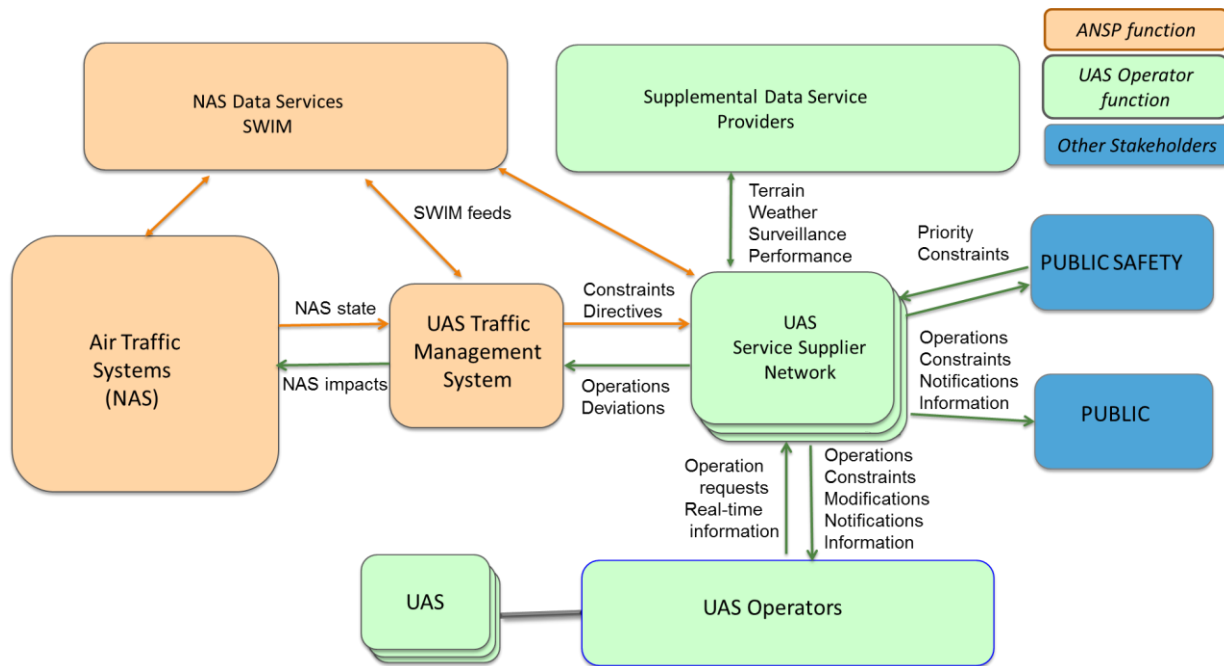 ANSP function
UAS Operator
function
Other Stakeholders
NAS Data Services
SWIM
Supplemental Data Service
Providers
SWIM feeds
Terrain
Weather
Surveillance
Performance
Priority
Constraints
PUBLIC SAFETY
Air Traffic
Systems
(NAS)
NAS state
NAS impacts
UAS Traffic
Management
System
Constraints
Directives
Operations
Deviations
UAS
Service Supplier
Network
Operations
Constraints
Notifications
Information
PUBLIC
Operation
requests
Real-time
information
Operations
Constraints
Modifications
Notifications
Information
UAS
UAS Operators